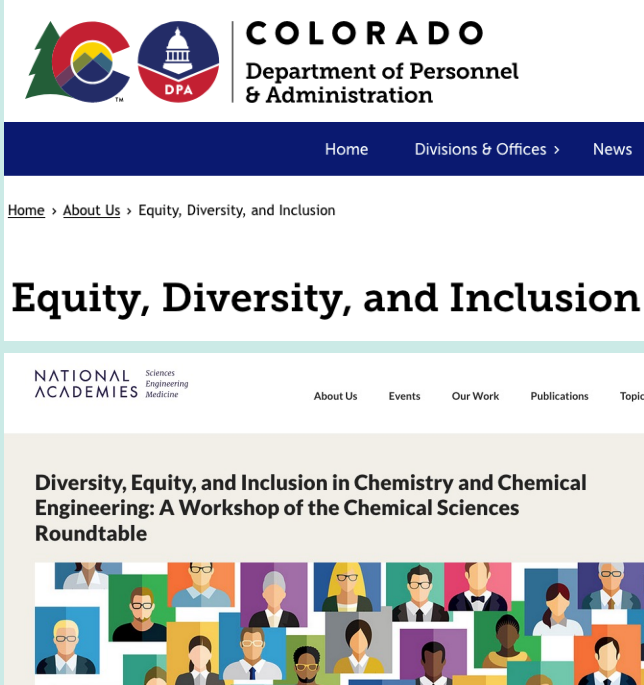 COLORADO
Department of Personnel
& Administration
TM
DPA
Home Divisions & Offices › News
Home › About Us › Equity, Diversity, and Inclusion
Equity, Diversity, and Inclusion
NATIONAL ACADEMIES
Sciences
Engineering
Medicine
About Us Events Our Work Publications Topic
Diversity, Equity, and Inclusion in Chemistry and Chemical
Engineering: A Workshop of the Chemical Sciences
Roundtable